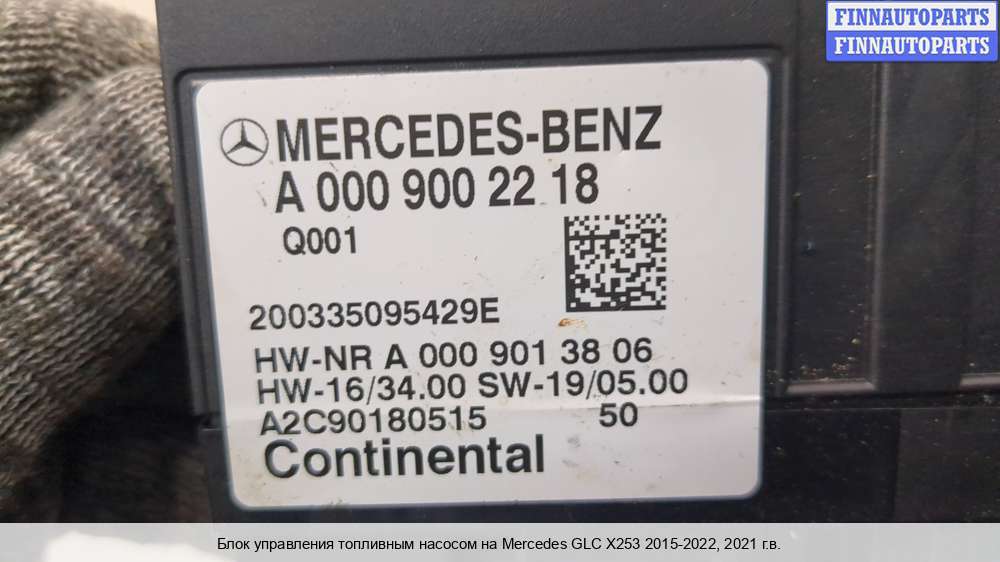 FINNAUTOPARTS
FINNAUTOPARTS
MERCEDES-BENZ
A 000 900 22 18
Q001
200335095429E
HW-NR A 000 901 38 06
HW-16/34.00 SW-19/05.00
A2C90180515 50
Continental
Блок управления топливным насосом на Mercedes GLC X253 2015-2022, 2021 г.в.